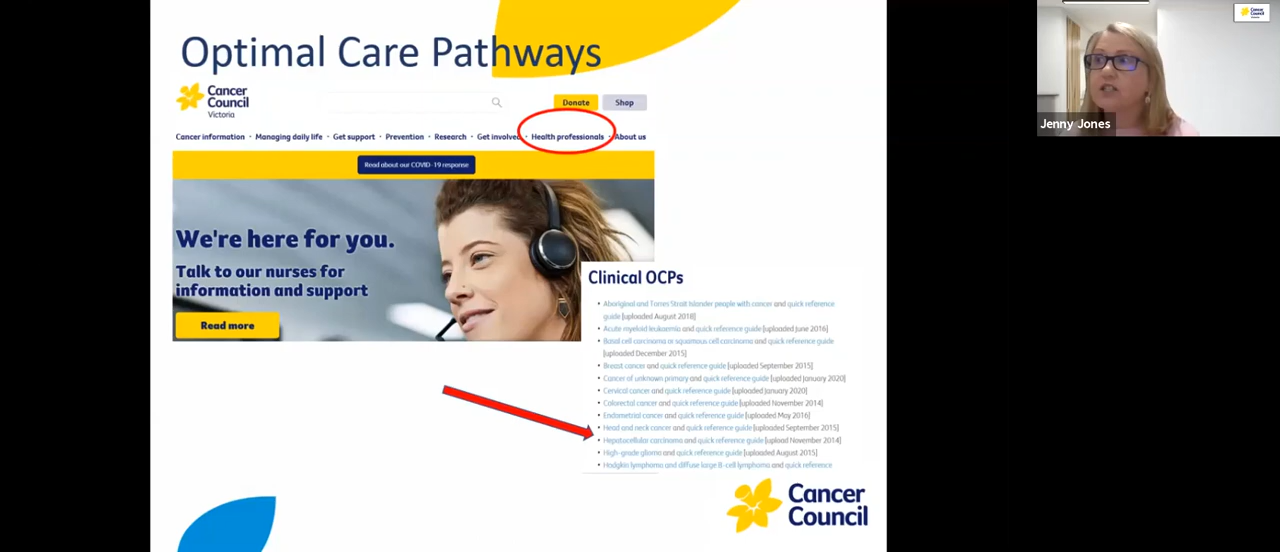 Optimal Care Pathways
Cancer
Council
Victoria
Donate
Shop
Cancer information · Managing daily life · Get support · Prevention · Research · Get involved · Health professionals · About us
Read about our COVID-19 response
We're here for you.
Talk to our nurses for
information and support
Read more
Clinical OCPs
• Aboriginal and Torres Strait Islander people with cancer and quick reference
guide [uploaded August 2018]
• Acute myeloid leukaemia and quick reference guide [uploaded June 2016]
• Basal cell carcinoma or squamous cell carcinoma and quick reference guide
[uploaded December 2015]
• Breast cancer and quick reference guide [uploaded September 2015]
• Cancer of unknown primary and quick reference guide [uploaded January 2020]
• Cervical cancer and quick reference guide [uploaded January 2020]
• Colorectal cancer and quick reference guide [uploaded November 2014]
• Endometrial cancer and quick reference guide [uploaded May 2016]
• Head and neck cancer and quick reference guide [uploaded September 2015]
• Hepatocellular carcinoma and quick reference guide [upload November 2014]
• High-grade glioma and quick reference guide [uploaded August 2015]
• Hodgkin lymphoma and diffuse large B-cell lymphoma and quick reference
Cancer
Council
Cancer
Council
Jenny Jones